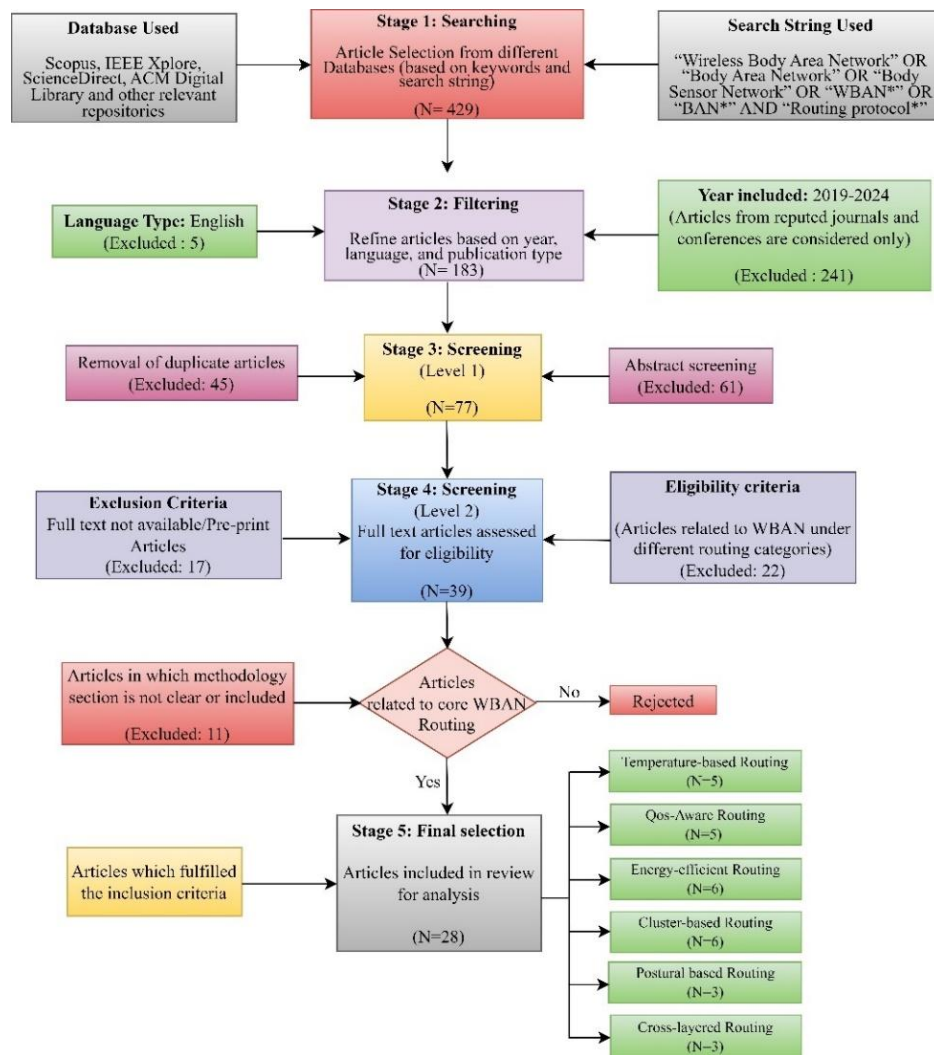 Database Used
Scopus, IEEE Xplore,
ScienceDirect, ACM Digital
Library and other relevant
repositories
Stage 1: Searching
Article Selection from different
Databases (based on keywords and
search string)
(N= 429)
Search String Used
“Wireless Body Area Network” OR
“Body Area Network” OR “Body
Sensor Network” OR “WBAN*” OR
“BAN*” AND “Routing protocol*”
Language Type: English
(Excluded : 5)
Stage 2: Filtering
Refine articles based on year,
language, and publication type
(N= 183)
Year included: 2019-2024
(Articles from reputed journals and
conferences are considered only)
(Excluded : 241)
Removal of duplicate articles
(Excluded: 45)
Stage 3: Screening
(Level 1)
(N=77)
Abstract screening
(Excluded: 61)
Exclusion Criteria
Full text not available/Pre-print
Articles
(Excluded: 17)
Stage 4: Screening
(Level 2)
Full text articles assessed
for eligibility
(N=39)
Eligibility criteria
(Articles related to WBAN under
different routing categories)
(Excluded: 22)
Articles in which methodology
section is not clear or included
(Excluded: 11)
Articles
related to core WBAN
Routing
No
Rejected
Yes
Articles which fulfilled
the inclusion criteria
Stage 5: Final selection
Articles included in review
for analysis
(N=28)
Temperature-based Routing
(N=5)
Qos-Aware Routing
(N=5)
Energy-efficient Routing
(N=6)
Cluster-based Routing
(N=6)
Postural based Routing
(N=3)
Cross-layered Routing
(N=3)